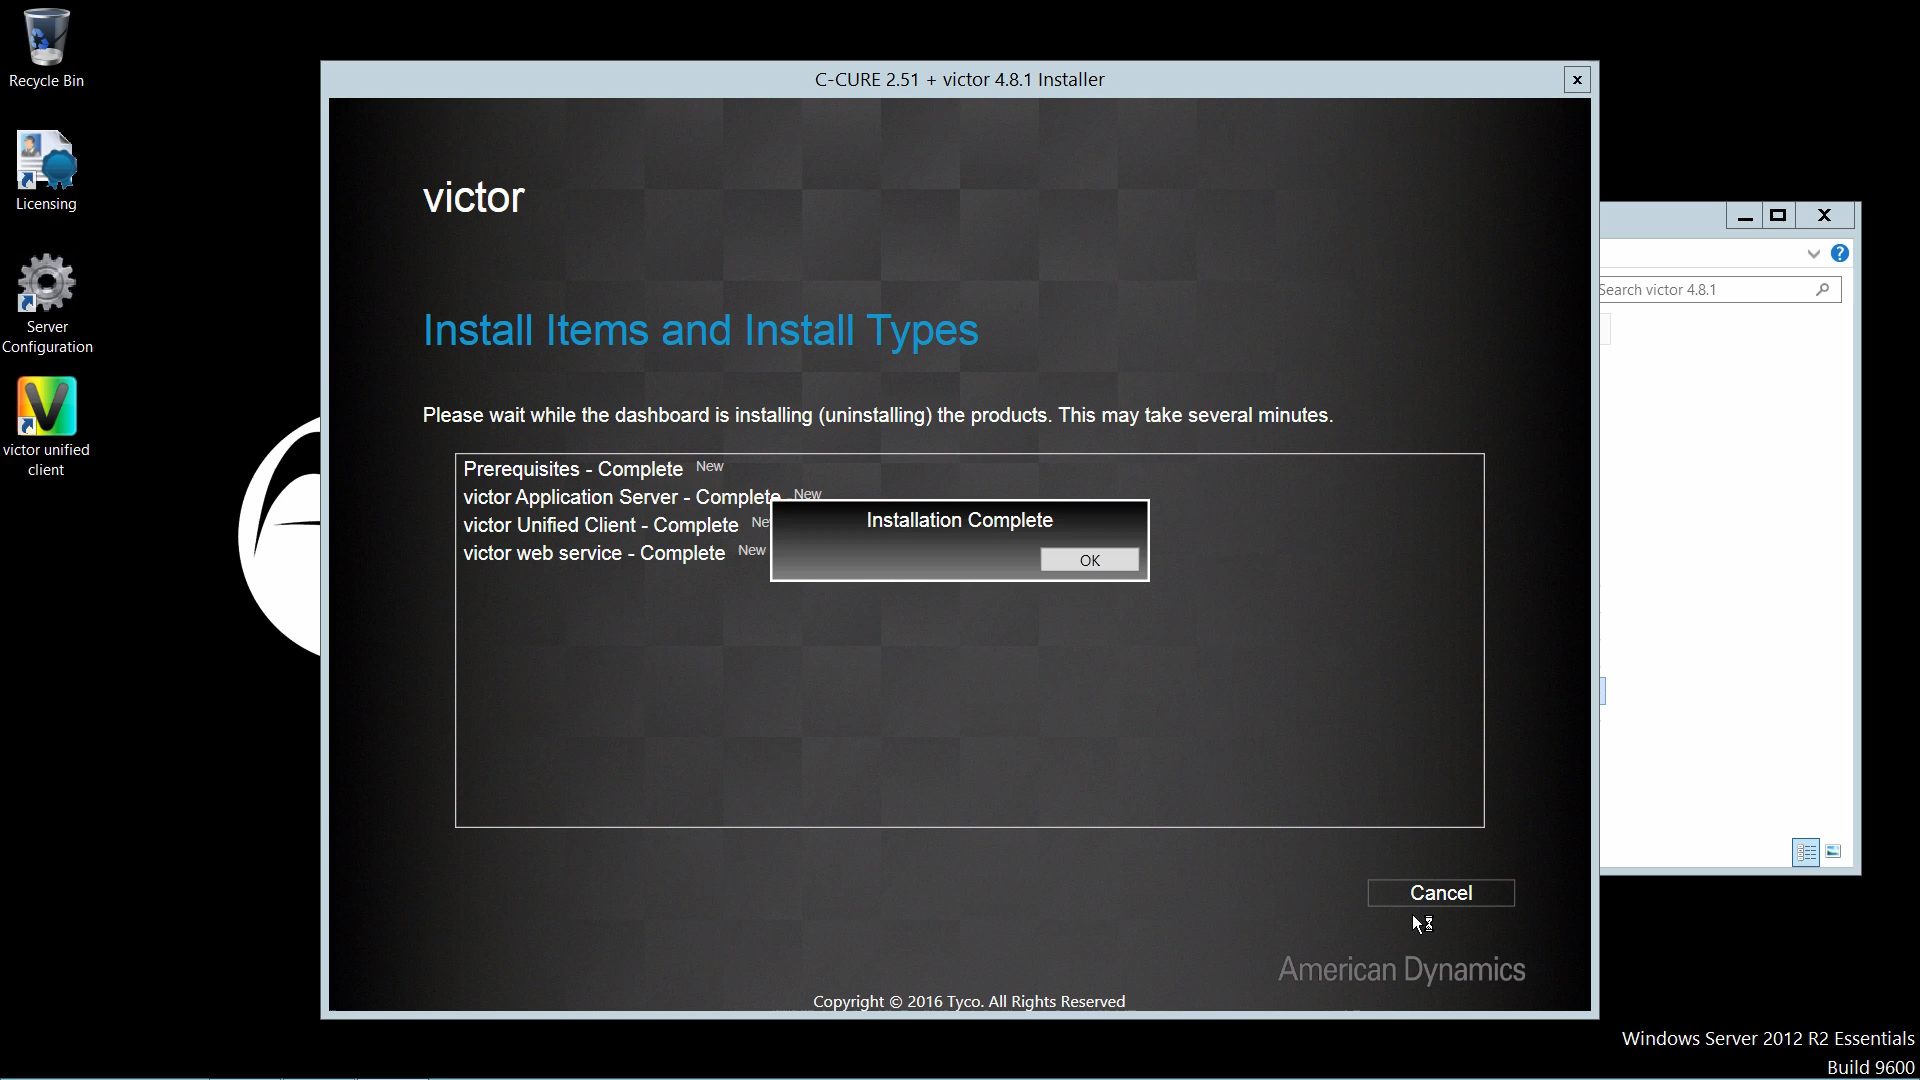 Recycle Bin
Licensing
Server
Configuration
victor unified
client
C-CURE 2.51 + victor 4.8.1 Installer
x
victor
Install Items and Install Types
Please wait while the dashboard is installing (uninstalling) the products. This may take several minutes.
Prerequisites - Complete New
victor Application Server - Complete New
victor Unified Client - Complete Ne
victor web service - Complete New
Installation Complete
OK
Cancel
American Dynamics
Copyright © 2016 Tyco. All Rights Reserved
Search victor 4.8.1
Windows Server 2012 R2 Essentials
Build 9600